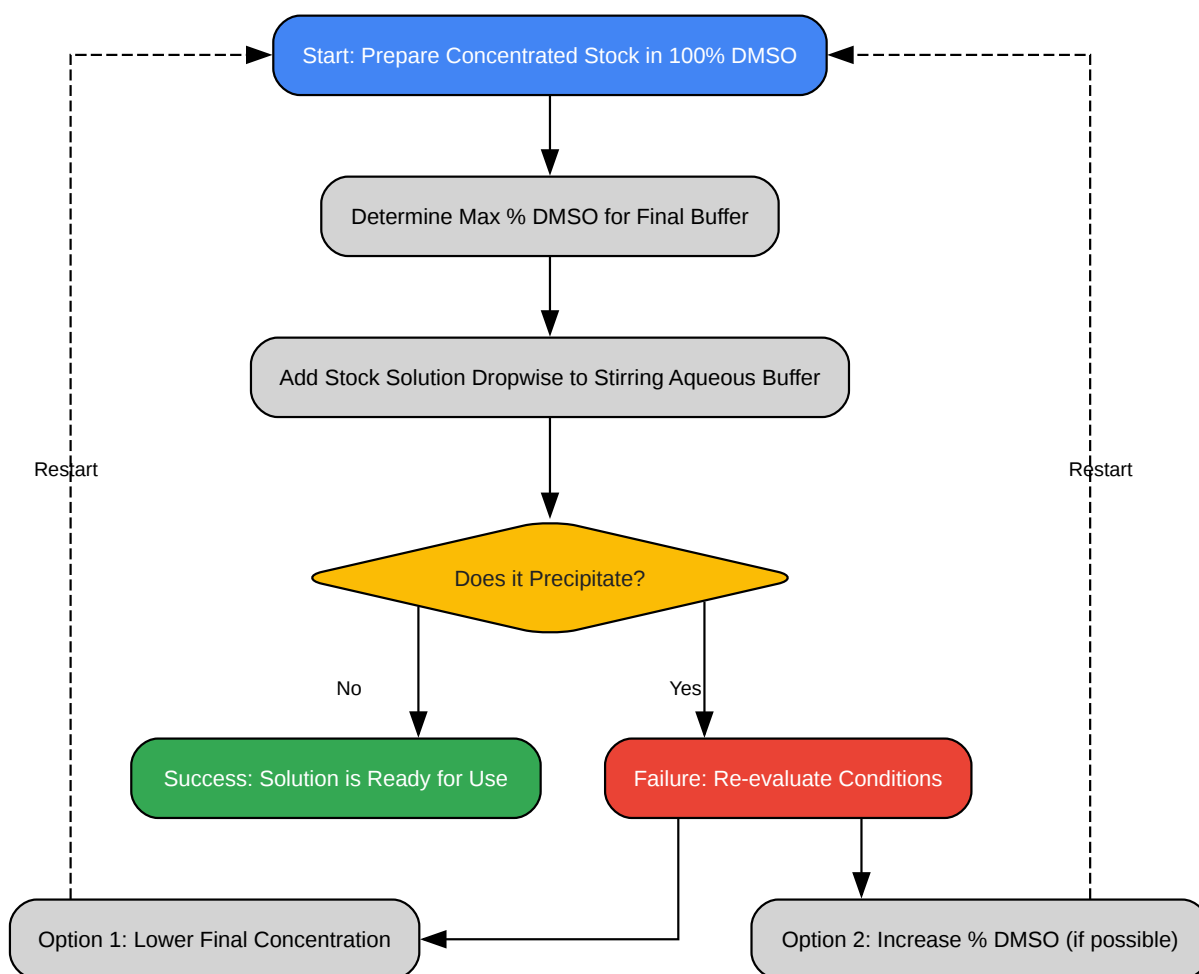 Start: Prepare Concentrated Stock in 100% DMSO
Determine Max % DMSO for Final Buffer
Add Stock Solution Dropwise to Stirring Aqueous Buffer
Restart
Restart
Does it Precipitate?
No
Yes
Success: Solution is Ready for Use
Failure: Re-evaluate Conditions
Option 1: Lower Final Concentration
Option 2: Increase % DMSO (if possible)